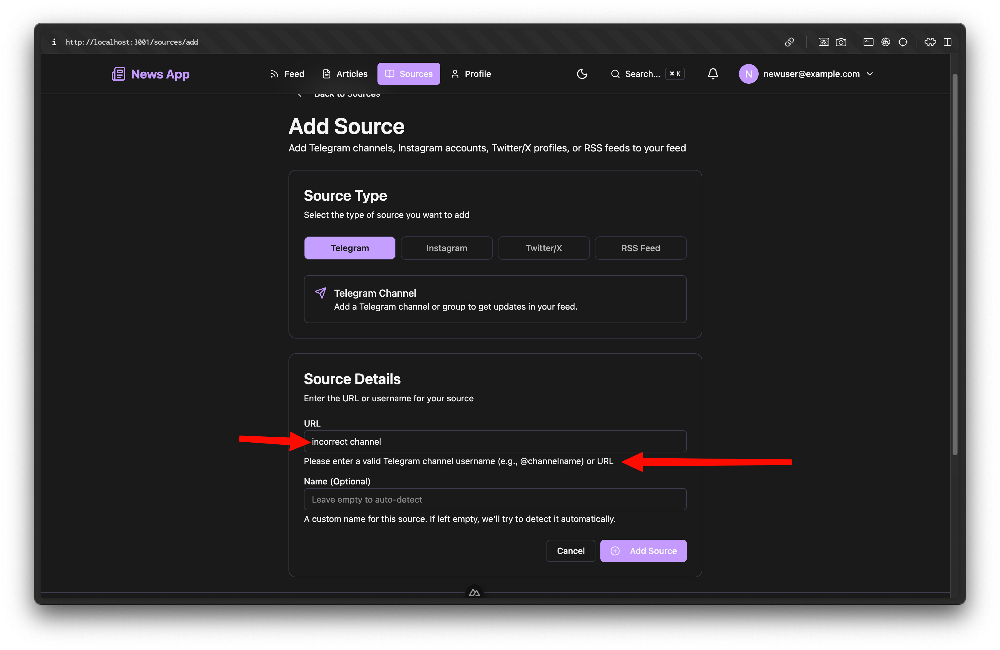 i http://localhost:3001/sources/add
News App Feed Articles Sources Profile Search... ⌘ K N newuser@example.com
Back to Sources
Add Source
Add Telegram channels, Instagram accounts, Twitter/X profiles, or RSS feeds to your feed
Source Type
Select the type of source you want to add
Telegram Instagram Twitter/X RSS Feed
Telegram Channel
Add a Telegram channel or group to get updates in your feed.
Source Details
Enter the URL or username for your source
URL
incorrect channel
Please enter a valid Telegram channel username (e.g., @channelname) or URL
Name (Optional)
Leave empty to auto-detect
A custom name for this source. If left empty, we'll try to detect it automatically.
Cancel Add Source